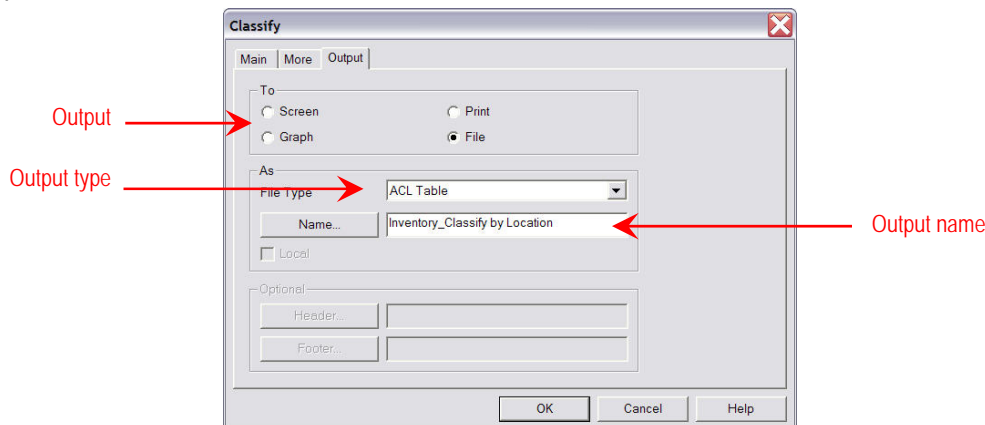 Classify
Main More Output
To
Screen Print
Output
Graph File
As
Output type
File Type ACL Table
Name... Inventory_Classify by Location
Output name
Local
Optional
Header...
Footer...
OK Cancel Help